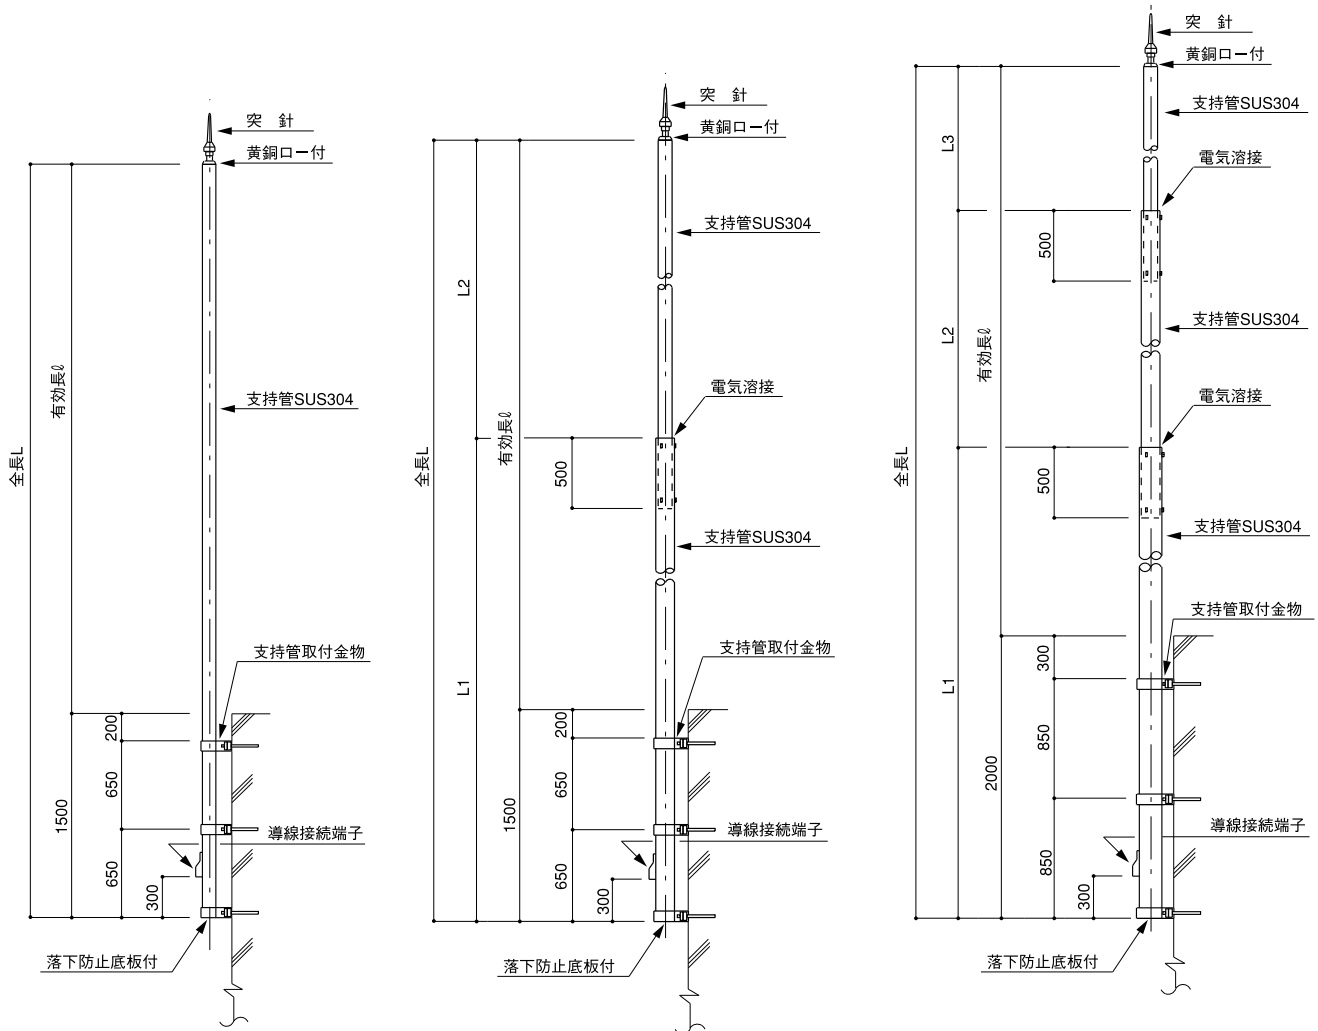 突　針
黄銅ロー付
全長L
有効長ℓ
支持管SUS304
支持管取付金物
200
650
1500
導線接続端子
650
300
落下防止底板付
突　針
黄銅ロー付
支持管SUS304
L2
電気溶接
全長L
有効長ℓ
500
支持管SUS304
支持管取付金物
L1
200
650
1500
導線接続端子
650
300
落下防止底板付
突　針
黄銅ロー付
支持管SUS304
L3
電気溶接
500
支持管SUS304
L2
有効長ℓ
電気溶接
全長L
500
支持管SUS304
支持管取付金物
300
L1
850
2000
導線接続端子
850
300
落下防止底板付